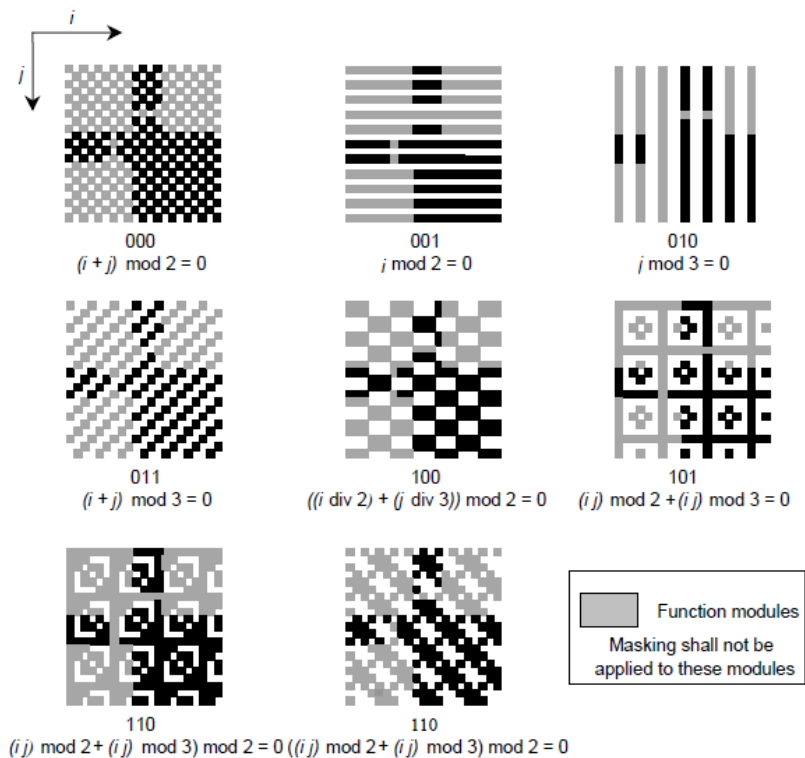 i
j
000
(i + j) mod 2 = 0
001
i mod 2 = 0
010
j mod 3 = 0
011
(i + j) mod 3 = 0
100
((i div 2) + (j div 3)) mod 2 = 0
101
(i j) mod 2 + (i j) mod 3 = 0
110
(i j) mod 2 + (i j) mod 3) mod 2 = 0
110
((i j) mod 2 + (i j) mod 3) mod 2 = 0
Function modules
Masking shall not be
applied to these modules